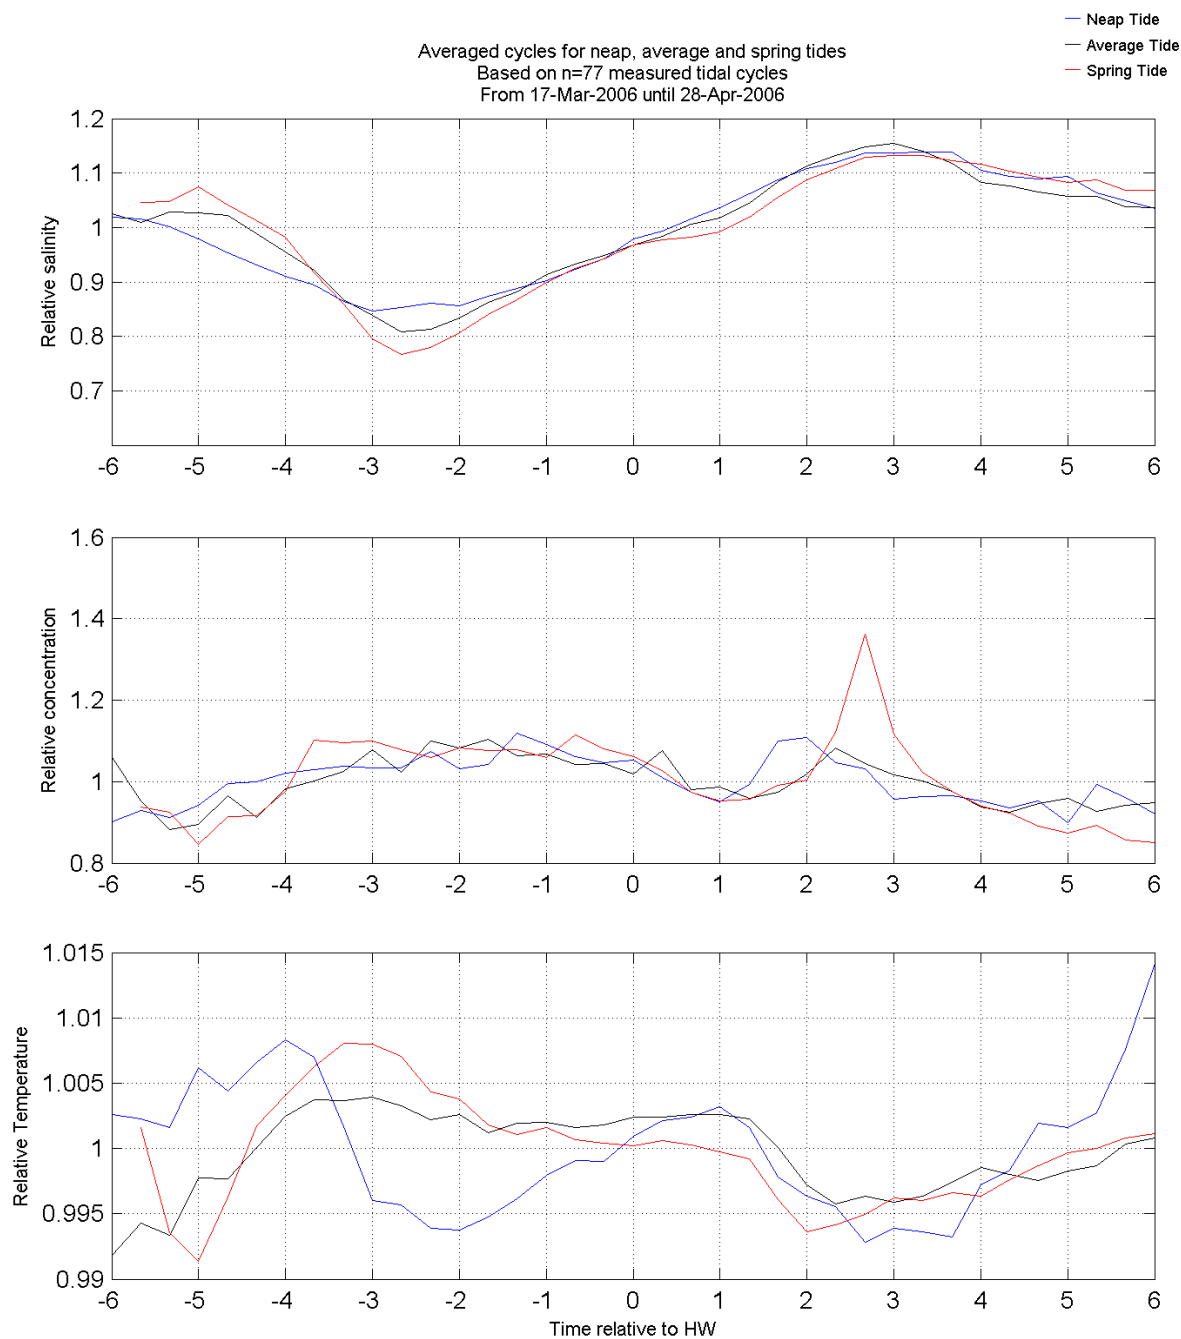 Neap Tide
Average Tide
Spring Tide
Averaged cycles for neap, average and spring tides
Based on n=77 measured tidal cycles
From 17-Mar-2006 until 28-Apr-2006
Relative salinity
1.2
1.1
1
0.9
0.8
0.7
-6 -5 -4 -3 -2 -1 0 1 2 3 4 5 6
Relative concentration
1.6
1.4
1.2
1
0.8
-6 -5 -4 -3 -2 -1 0 1 2 3 4 5 6
Relative Temperature
1.015
1.01
1.005
1
0.995
0.99
-6 -5 -4 -3 -2 -1 0 1 2 3 4 5 6
Time relative to HW